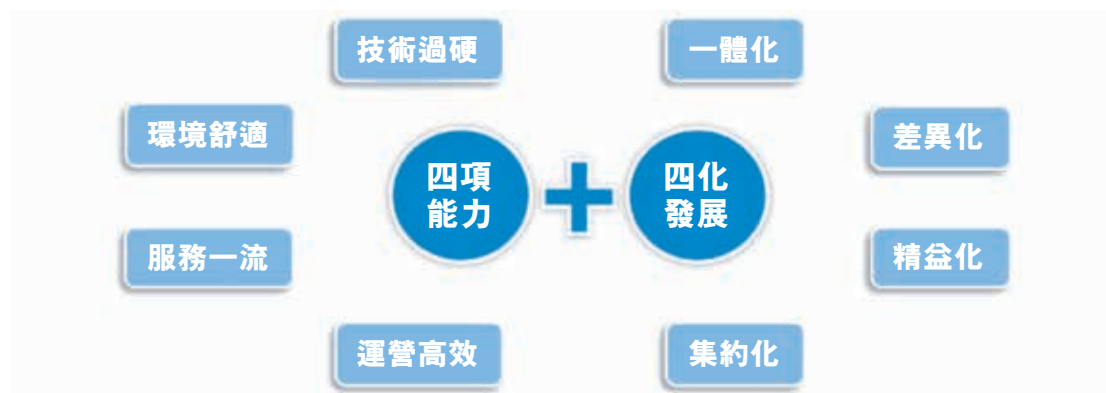 技術過硬
一體化
環境舒適
差異化
四項
能力
四化
發展
服務一流
精益化
運營高效
集約化